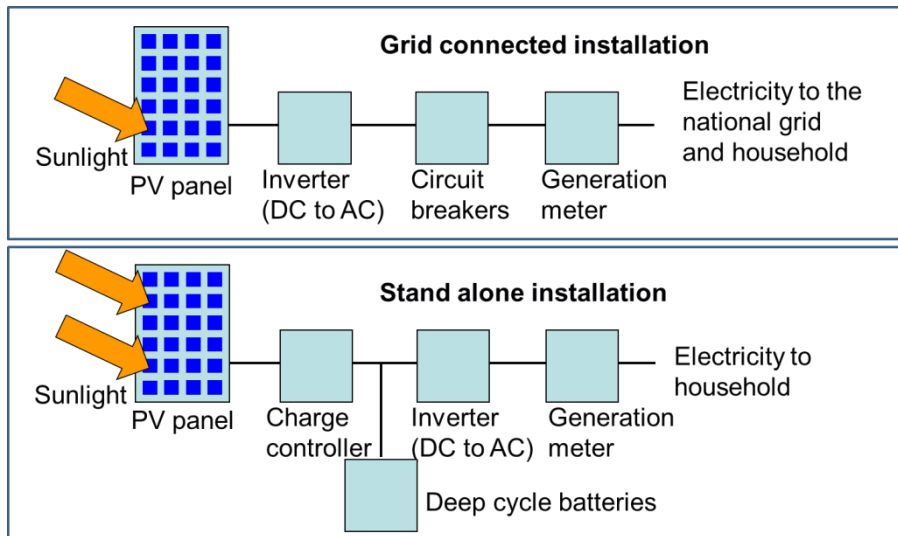 Grid connected installation
Sunlight
PV panel
Inverter
(DC to AC)
Circuit
breakers
Generation
meter
Electricity to the
national grid
and household
Stand alone installation
Sunlight
PV panel
Charge
controller
Inverter
(DC to AC)
Generation
meter
Electricity to
household
Deep cycle batteries